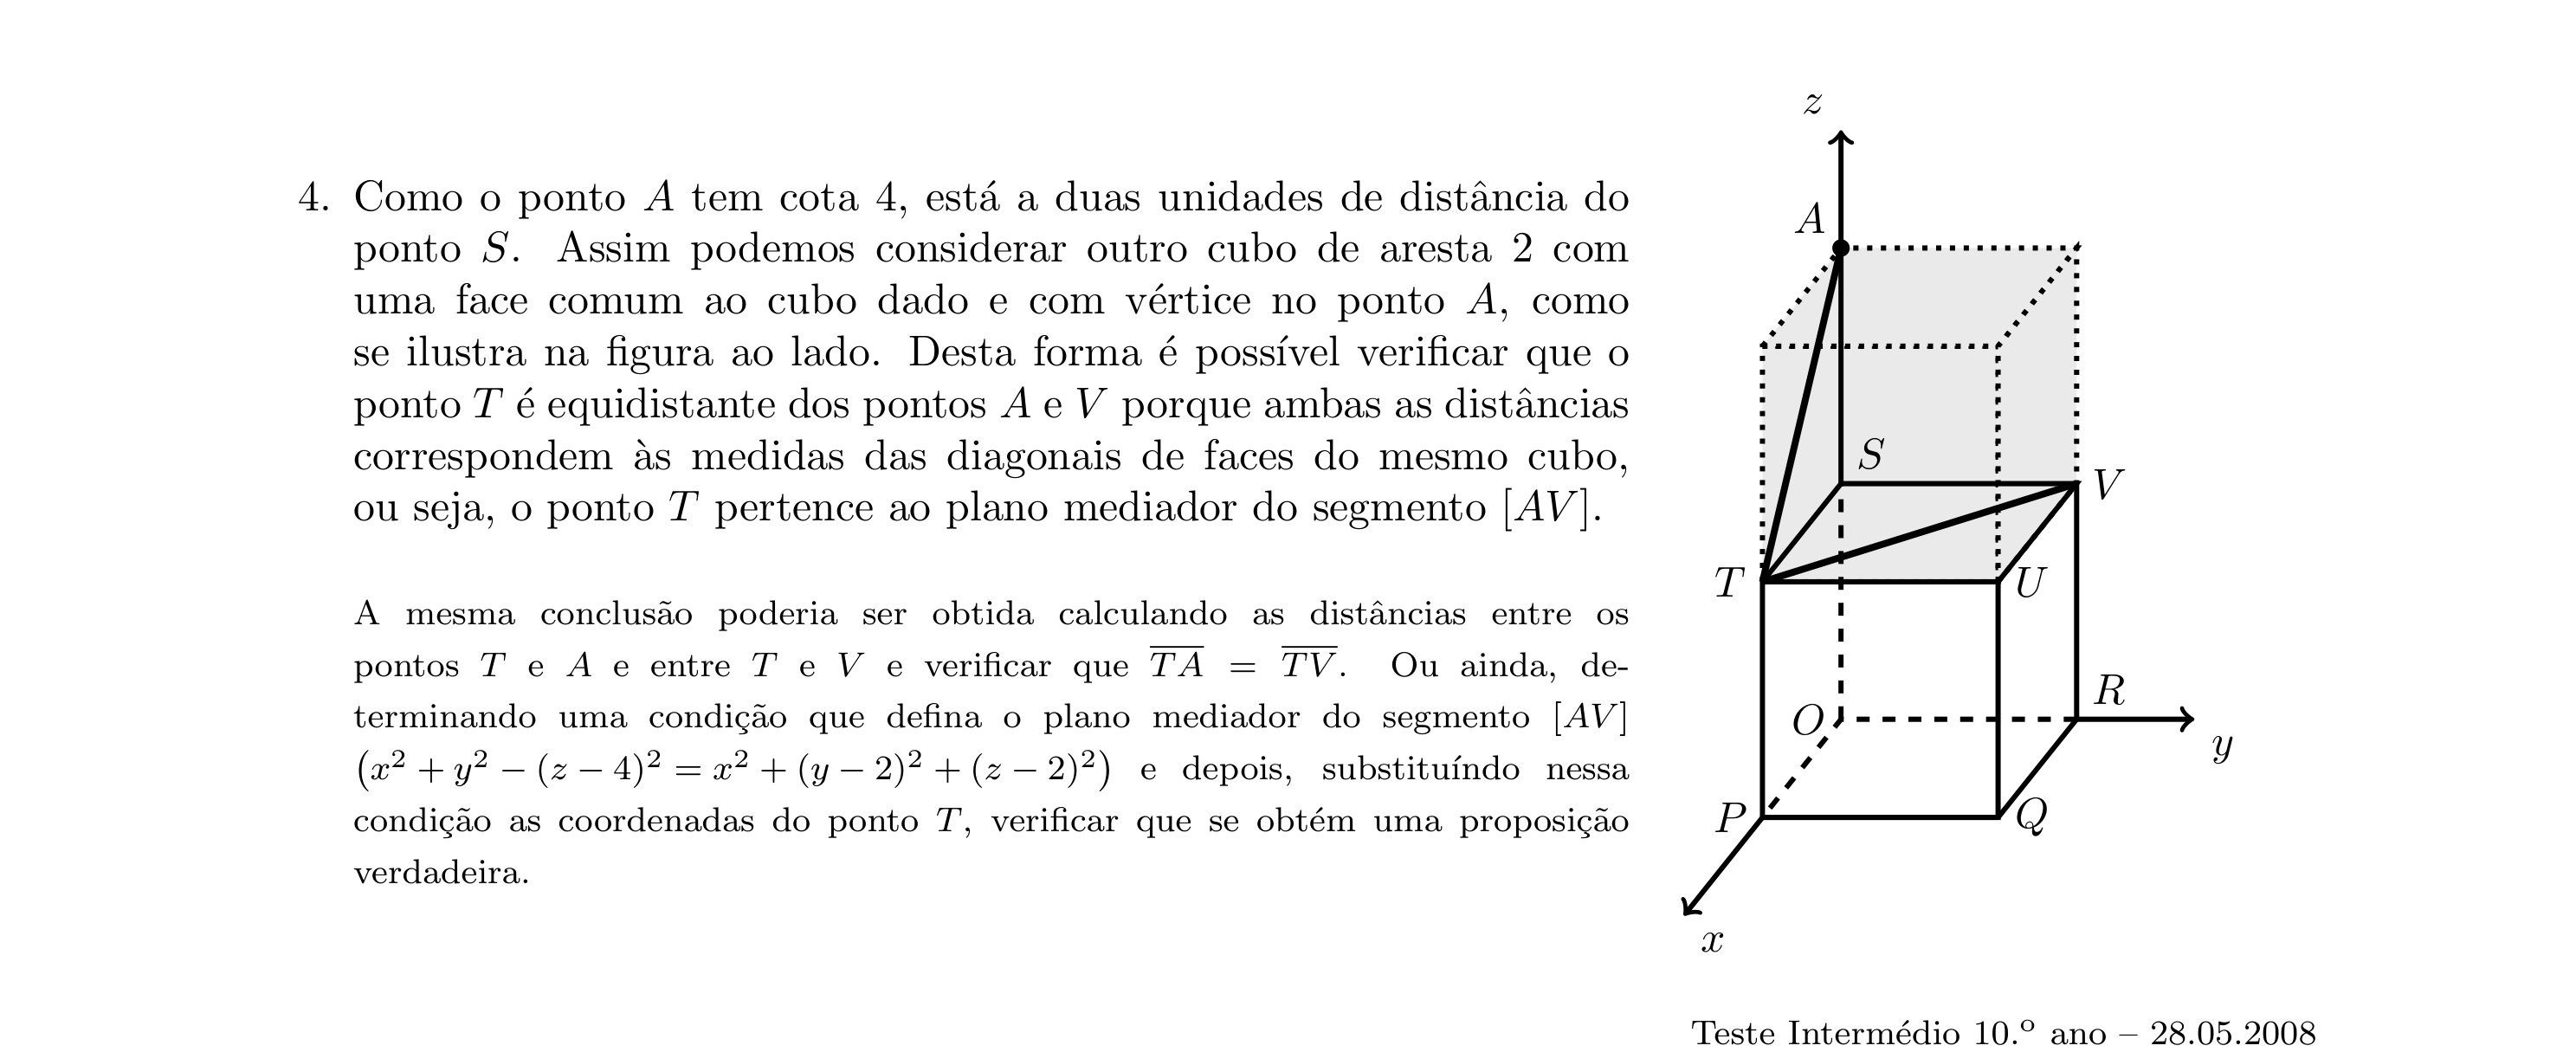 4. Como o ponto A tem cota 4, está a duas unidades de distância do
ponto S. Assim podemos considerar outro cubo de aresta 2 com
uma face comum ao cubo dado e com vértice no ponto A, como
se ilustra na figura ao lado. Desta forma é possível verificar que o
ponto T é equidistante dos pontos A e V porque ambas as distâncias
correspondem às medidas das diagonais de faces do mesmo cubo,
ou seja, o ponto T pertence ao plano mediador do segmento [AV].
A mesma conclusão poderia ser obtida calculando as distâncias entre os
pontos T e A e entre T e V e verificar que \overline{TA} = \overline{TV}. Ou ainda, de-
terminando uma condição que defina o plano mediador do segmento [AV]
(x² + y² − (z − 4)² = x² + (y − 2)² + (z − 2)²) e depois, substituíndo nessa
condição as coordenadas do ponto T, verificar que se obtém uma proposição
verdadeira.
z
A
S
V
T
U
R
O
y
P
Q
x
Teste Intermédio 10.º ano – 28.05.2008